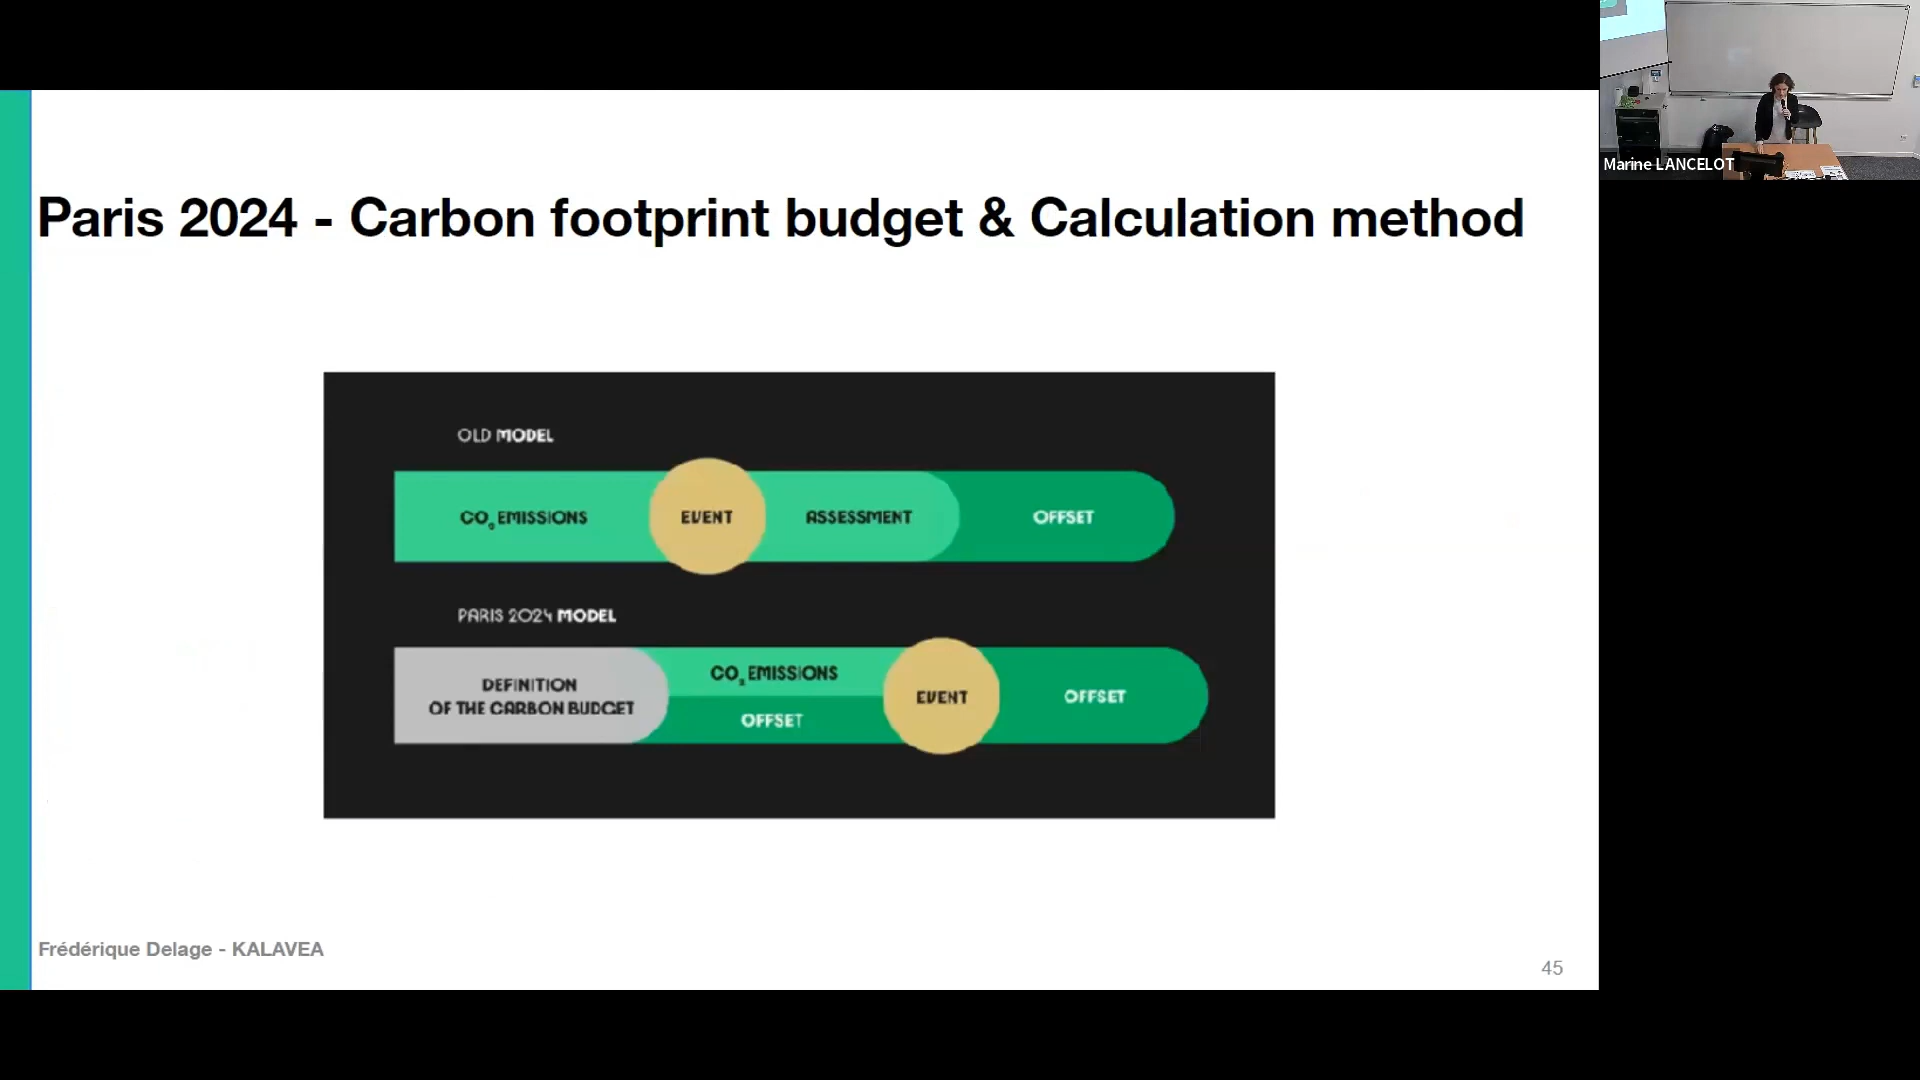 Paris 2024 - Carbon footprint budget & Calculation method
Marine LANCELOT
OLD MODEL
CO₂ EMISSIONS
EVENT
ASSESSMENT
OFFSET
PARIS 2024 MODEL
DEFINITION
OF THE CARBON BUDGET
CO₂ EMISSIONS
OFFSET
EVENT
OFFSET
Frédérique Delage - KALAVEA
45